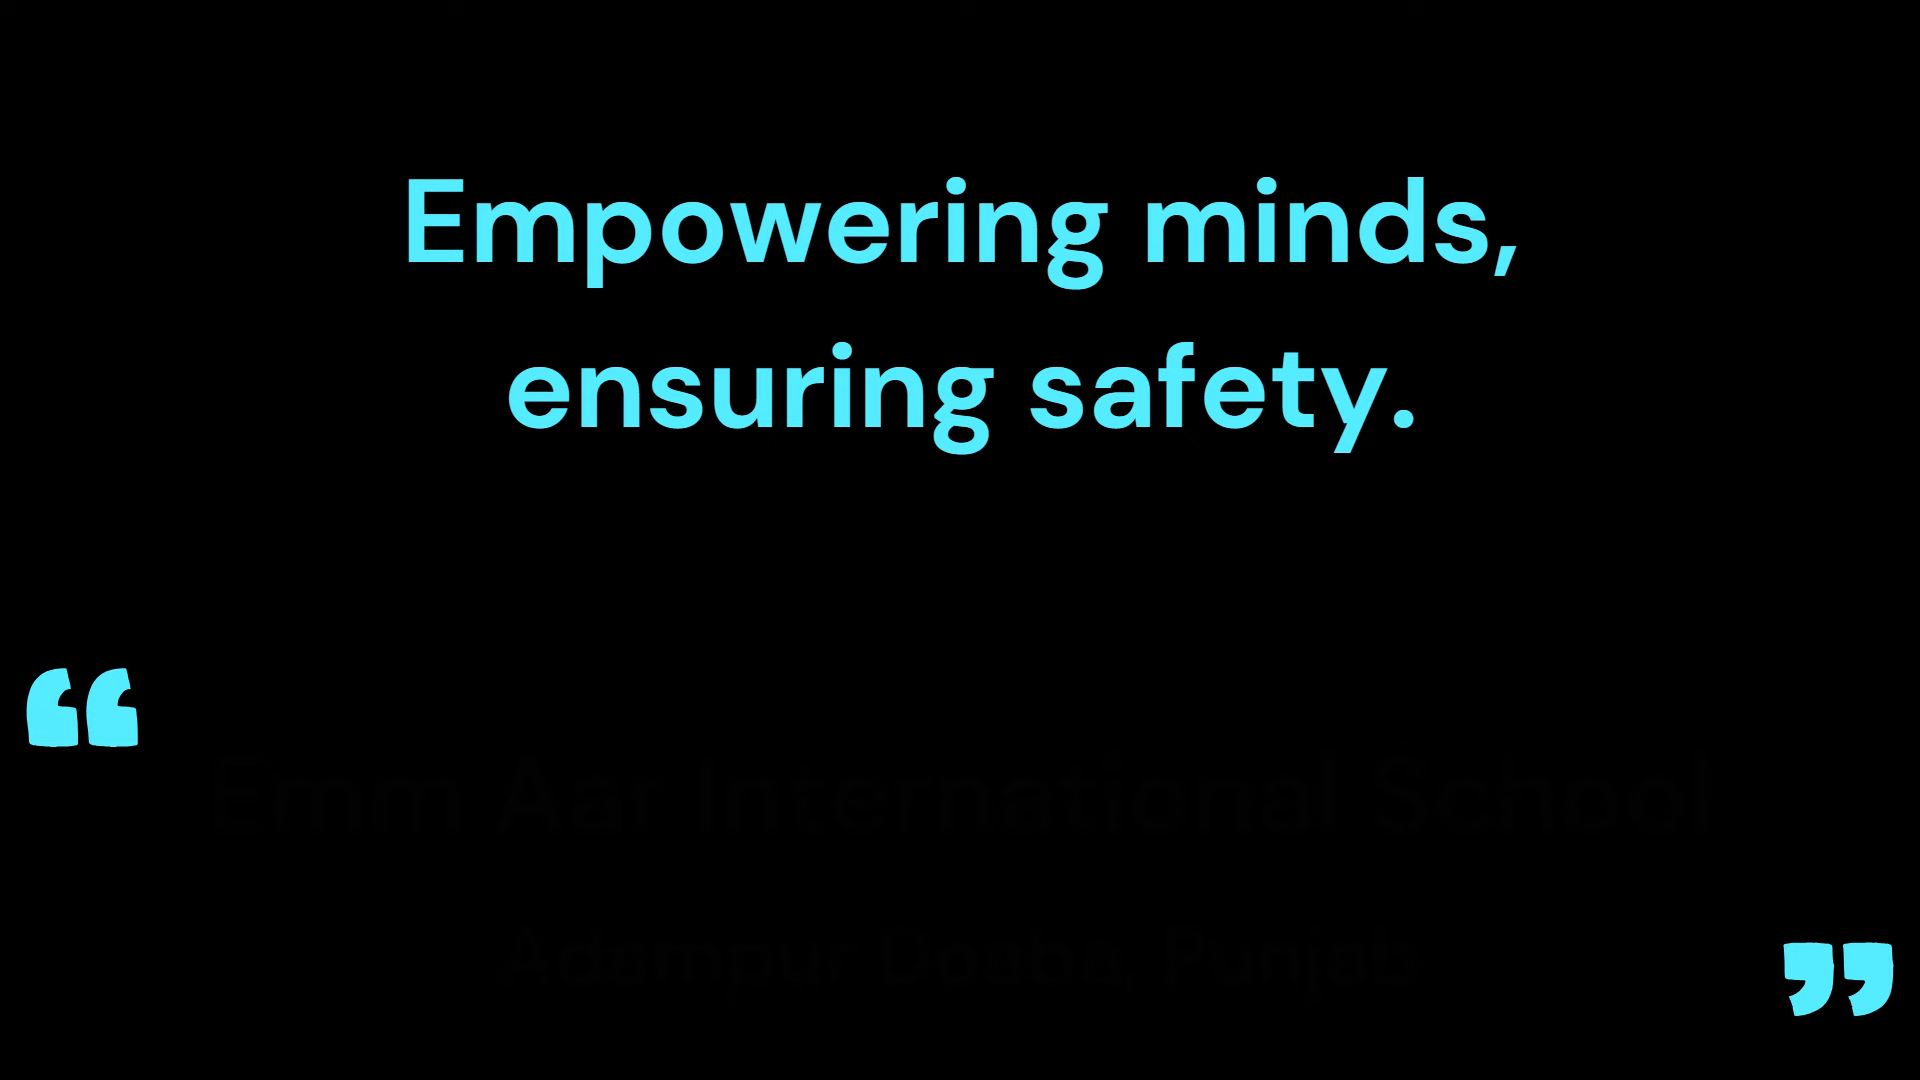 Empowering minds,
ensuring safety.
“
Emm Aar International School
Adampur Doaba, Punjab
”